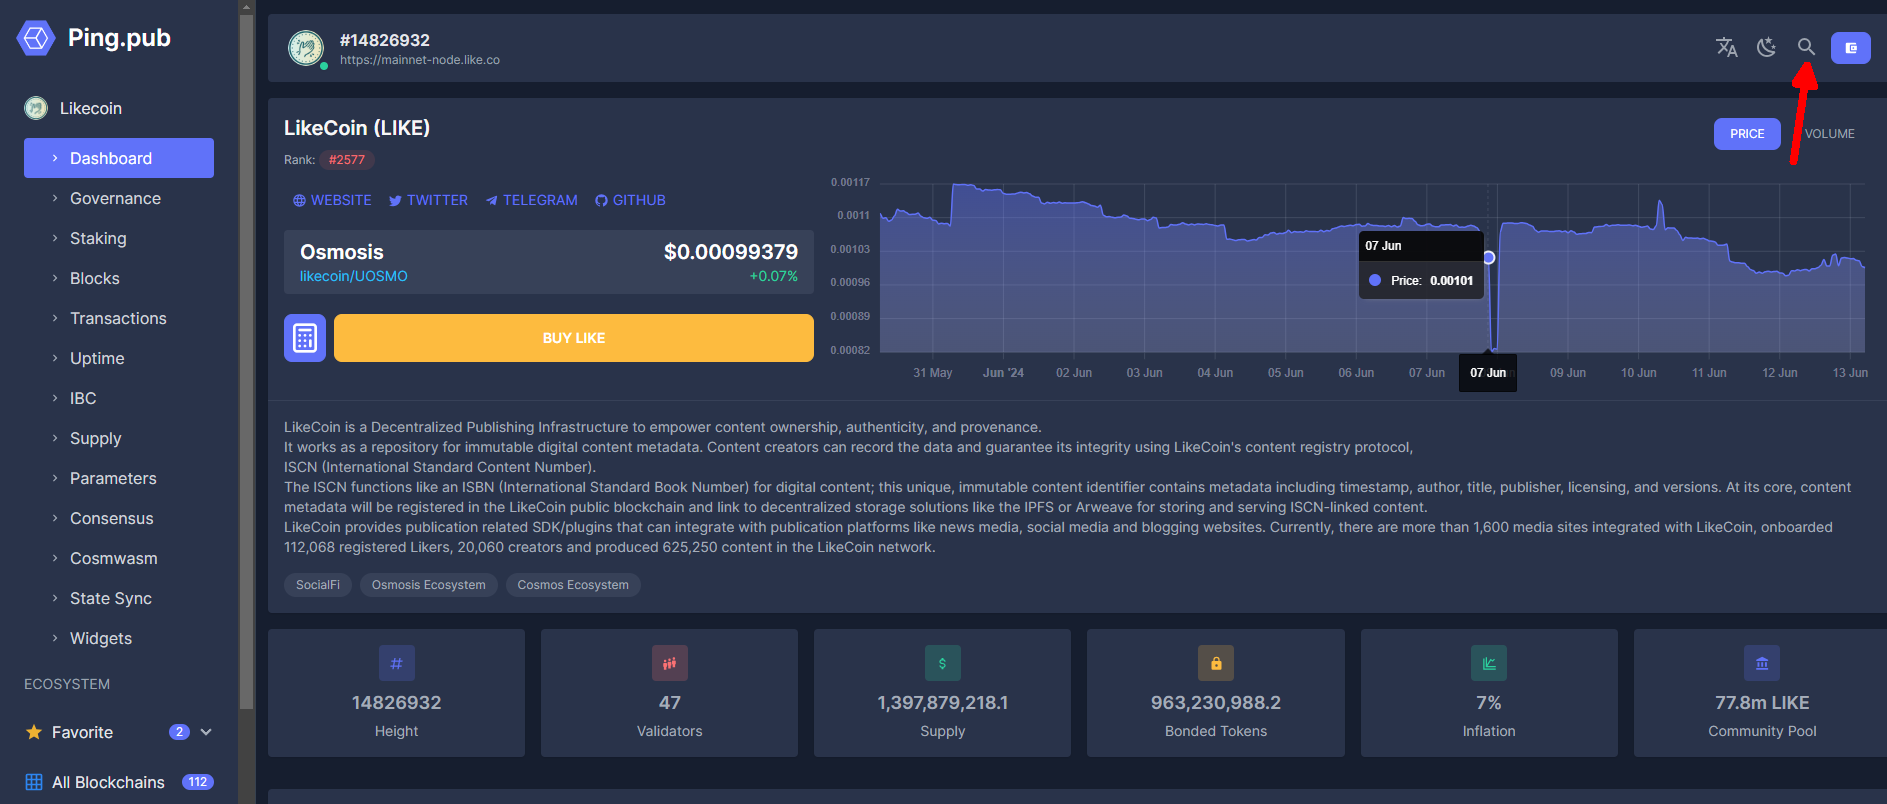 Ping.pub
Likecoin
Dashboard
Governance
Staking
Blocks
Transactions
Uptime
IBC
Supply
Parameters
Consensus
Cosmwasm
State Sync
Widgets
ECOSYSTEM
Favorite 2
All Blockchains 112
#14826932
https://mainnet-node.like.co
LikeCoin (LIKE)
Rank: #2577
WEBSITE TWITTER TELEGRAM GITHUB
Osmosis $0.00099379
likecoin/UOSMO +0.07%
BUY LIKE
PRICE VOLUME
0.00117
0.0011
0.00103
0.00096
0.00089
0.00082
07 Jun
Price: 0.00101
31 May Jun '24 02 Jun 03 Jun 04 Jun 05 Jun 06 Jun 07 Jun 07 Jun 09 Jun 10 Jun 11 Jun 12 Jun 13 Jun
LikeCoin is a Decentralized Publishing Infrastructure to empower content ownership, authenticity, and provenance.
It works as a repository for immutable digital content metadata. Content creators can record the data and guarantee its integrity using LikeCoin's content registry protocol,
ISCN (International Standard Content Number).
The ISCN functions like an ISBN (International Standard Book Number) for digital content; this unique, immutable content identifier contains metadata including timestamp, author, title, publisher, licensing, and versions. At its core, content
metadata will be registered in the LikeCoin public blockchain and link to decentralized storage solutions like the IPFS or Arweave for storing and serving ISCN-linked content.
LikeCoin provides publication related SDK/plugins that can integrate with publication platforms like news media, social media and blogging websites. Currently, there are more than 1,600 media sites integrated with LikeCoin, onboarded
112,068 registered Likers, 20,060 creators and produced 625,250 content in the LikeCoin network.
SocialFi Osmosis Ecosystem Cosmos Ecosystem
14826932
Height
47
Validators
1,397,879,218.1
Supply
963,230,988.2
Bonded Tokens
7%
Inflation
77.8m LIKE
Community Pool